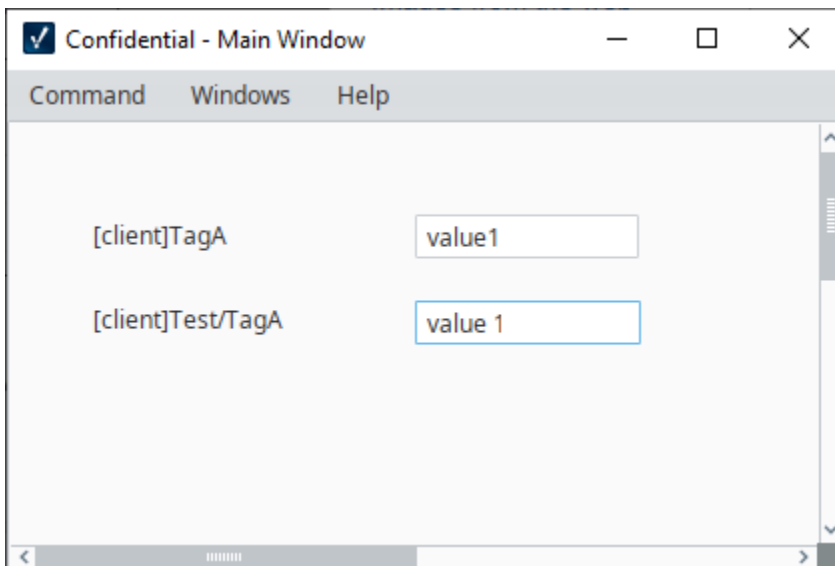 Confidential - Main Window
Command Windows Help
[client]TagA value1
[client]Test/TagA value 1